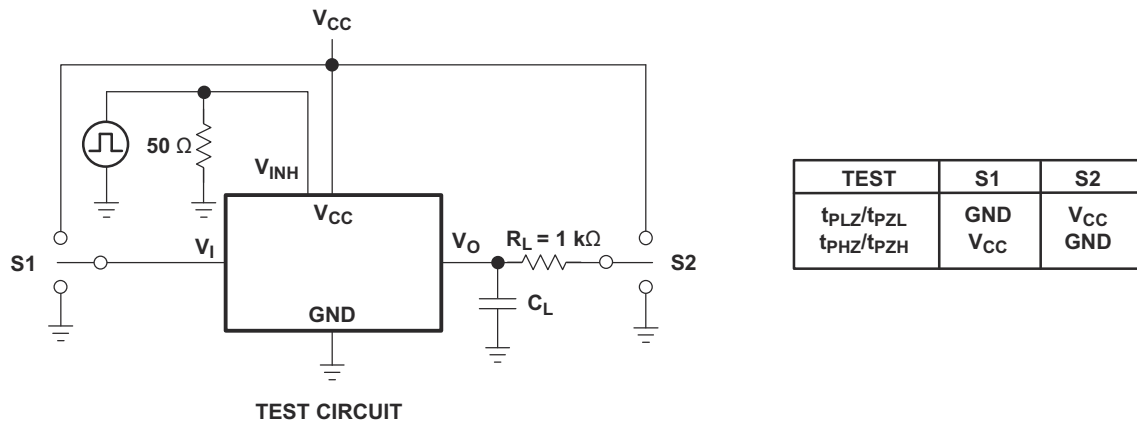 VCC
50 Ω
VINH
VCC
VI
VO
RL = 1 kΩ
S1
S2
CL
GND
TEST CIRCUIT
TEST S1 S2
tPLZ/tPZL GND VCC
tPHZ/tPZH VCC GND